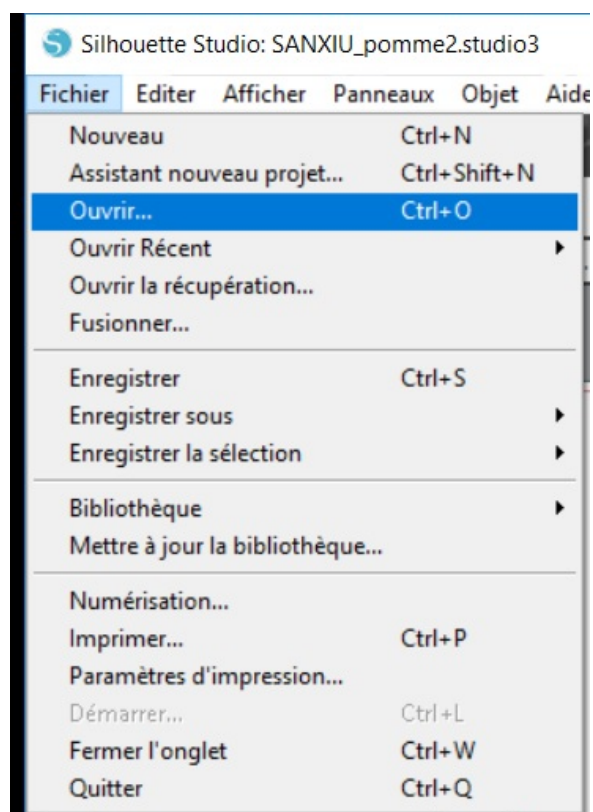 Silhouette Studio: SANXIU_pomme2.studio3
Fichier Editer Afficher Panneaux Objet Aide
Nouveau Ctrl+N
Assistant nouveau projet... Ctrl+Shift+N
Ouvrir... Ctrl+O
Ouvrir Récent
Ouvrir la récupération...
Fusionner...
Enregistrer Ctrl+S
Enregistrer sous
Enregistrer la sélection
Bibliothèque
Mettre à jour la bibliothèque...
Numérisation...
Imprimer... Ctrl+P
Paramètres d'impression...
Démarrer... Ctrl+L
Fermer l'onglet Ctrl+W
Quitter Ctrl+Q